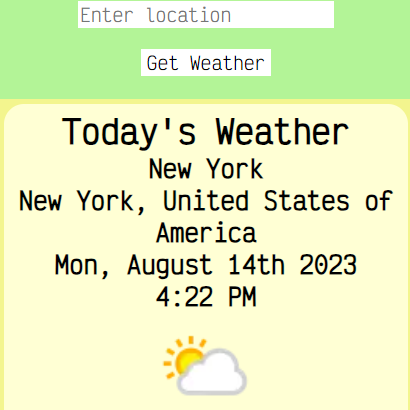 Enter location
Get Weather
Today's Weather
New York
New York, United States of
America
Mon, August 14th 2023
4:22 PM